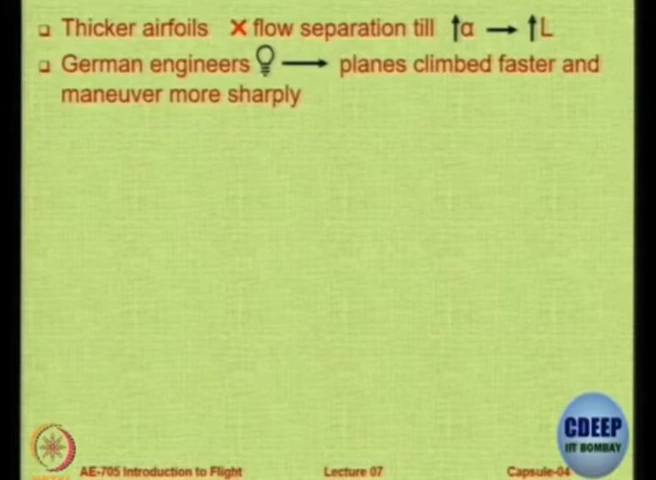 Thicker airfoils ✗ flow separation till ↑α → ↑L
German engineers → planes climbed faster and
maneuver more sharply
CDEEP
IIT BOMBAY
AE-705 Introduction to Flight Lecture 07 Capsule-04